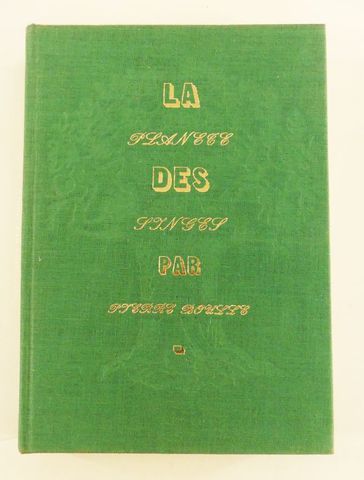 LA
PLANETE
DES
SINGES
PAR
PIERRE BOULLE